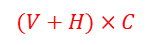 (V + H) × C